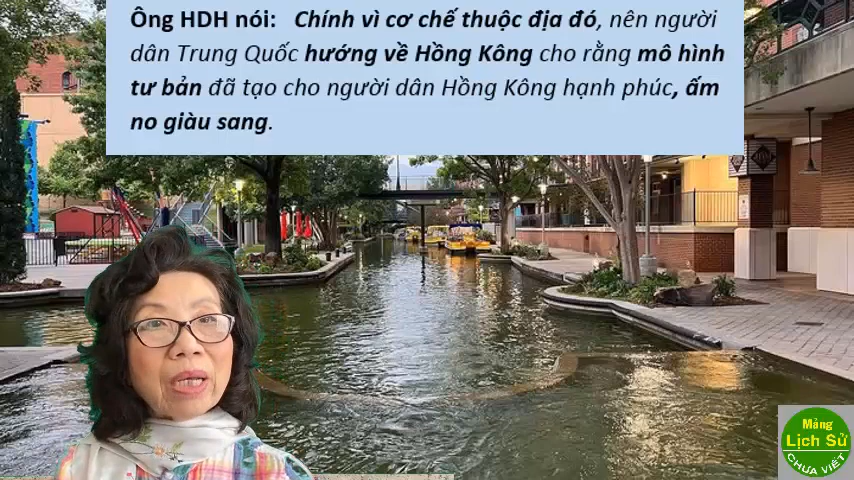 Ông HDH nói: Chính vì cơ chế thuộc địa đó, nên người
dân Trung Quốc hướng về Hồng Kông cho rằng mô hình
tư bản đã tạo cho người dân Hồng Kông hạnh phúc, ấm
no giàu sang.
Mảng
Lịch Sử
CHƯA VIẾT